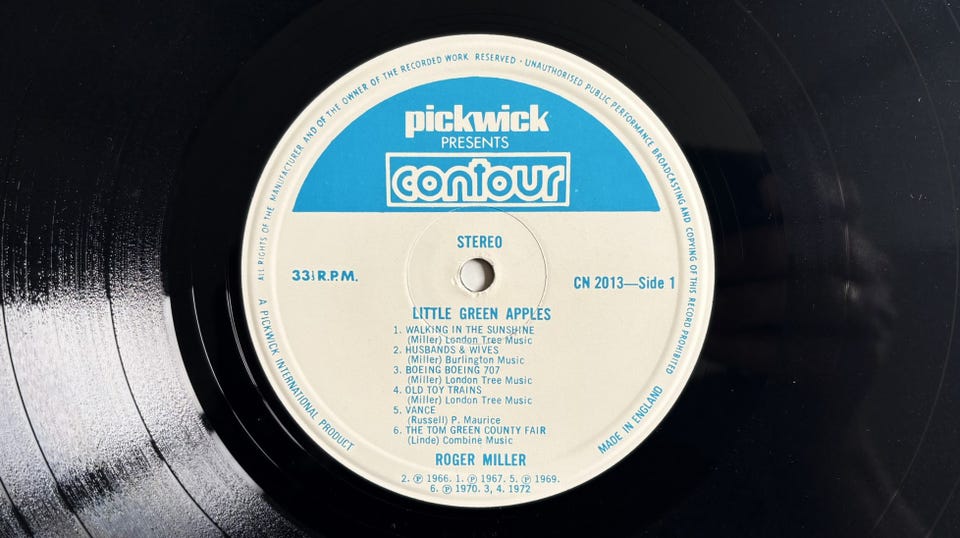 ALL RIGHTS OF THE MANUFACTURER AND OF THE OWNER OF THE RECORDED WORK RESERVED · UNAUTHORISED PUBLIC PERFORMANCE BROADCASTING AND COPYING OF THIS RECORD PROHIBITED
pickwick
PRESENTS
contour
STEREO
33⅓ R.P.M.
CN 2013—Side 1
LITTLE GREEN APPLES
1. WALKING IN THE SUNSHINE
(Miller) London Tree Music
2. HUSBANDS & WIVES
(Miller) Burlington Music
3. BOEING BOEING 707
(Miller) London Tree Music
4. OLD TOY TRAINS
(Miller) London Tree Music
5. VANCE
(Russell) P. Maurice
6. THE TOM GREEN COUNTY FAIR
(Linde) Combine Music
ROGER MILLER
2. ℗ 1966. 1. ℗ 1967. 5. ℗ 1969.
6. ℗ 1970. 3, 4. 1972
A PICKWICK INTERNATIONAL PRODUCT
MADE IN ENGLAND